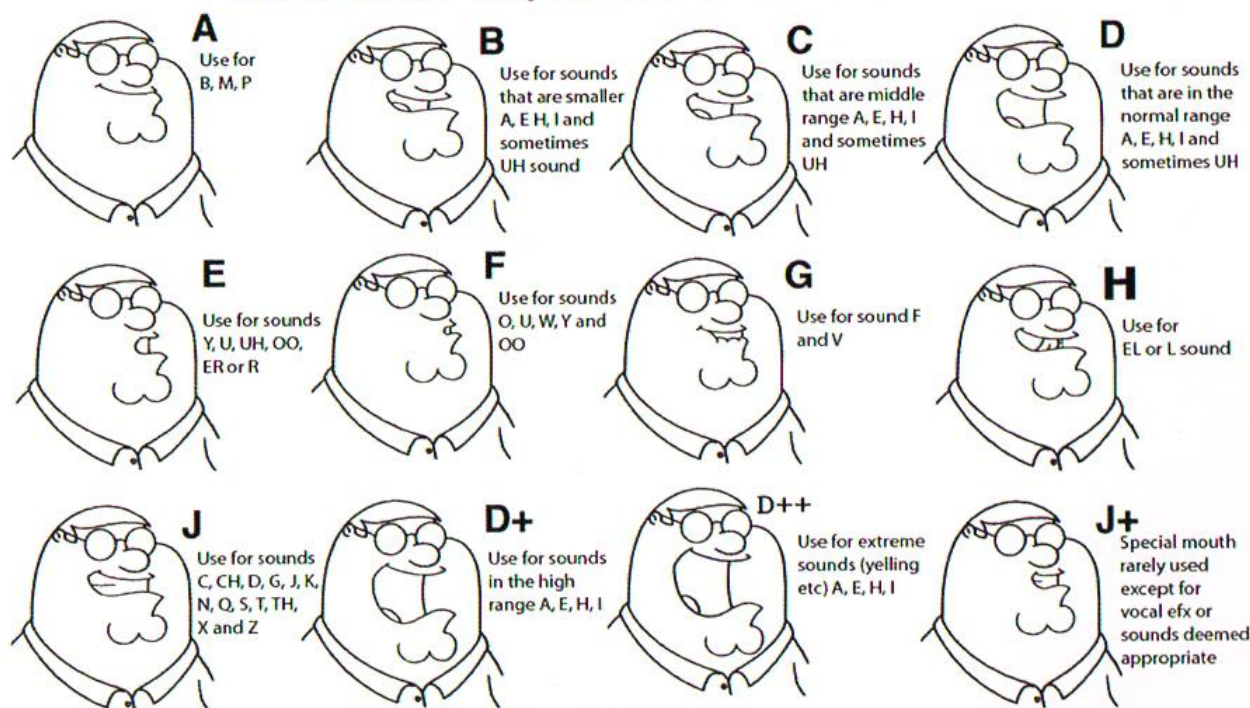 A
Use for
B, M, P
B
Use for sounds
that are smaller
A, E H, I and
sometimes
UH sound
C
Use for sounds
that are middle
range A, E, H, I
and sometimes
UH
D
Use for sounds
that are in the
normal range
A, E, H, I and
sometimes UH
E
Use for sounds
Y, U, UH, OO,
ER or R
F
Use for sounds
O, U, W, Y and
OO
G
Use for sound F
and V
H
Use for
EL or L sound
J
Use for sounds
C, CH, D, G, J, K,
N, Q, S, T, TH,
X and Z
D+
Use for sounds
in the high
range A, E, H, I
D++
Use for extreme
sounds (yelling
etc) A, E, H, I
J+
Special mouth
rarely used
except for
vocal efx or
sounds deemed
appropriate